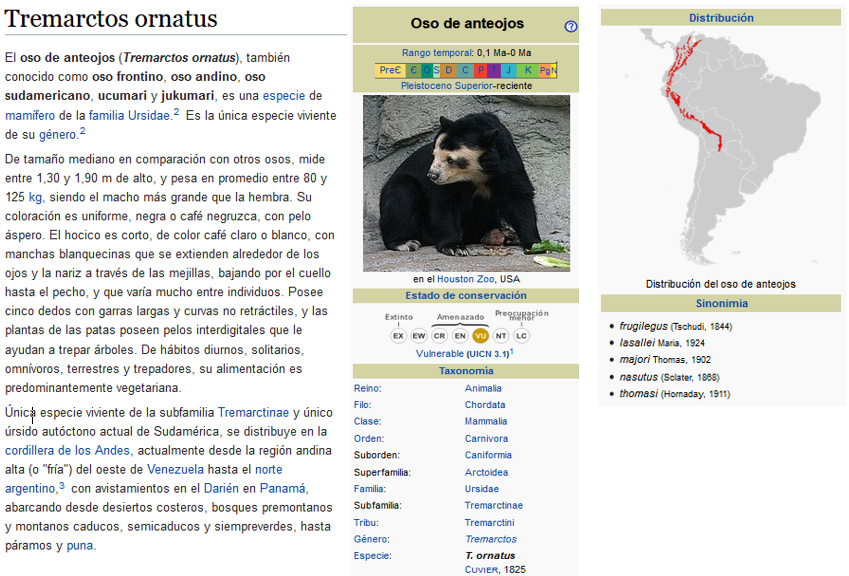 Tremarctos ornatus
El oso de anteojos (Tremarctos ornatus), también
conocido como oso frontino, oso andino, oso
sudamericano, ucumari y jukumari, es una especie de
mamífero de la familia Ursidae.2 Es la única especie viviente
de su género.2
De tamaño mediano en comparación con otros osos, mide
entre 1,30 y 1,90 m de alto, y pesa en promedio entre 80 y
125 kg, siendo el macho más grande que la hembra. Su
coloración es uniforme, negra o café negruzca, con pelo
áspero. El hocico es corto, de color café claro o blanco, con
manchas blanquecinas que se extienden alrededor de los
ojos y la nariz a través de las mejillas, bajando por el cuello
hasta el pecho, y que varía mucho entre individuos. Posee
cinco dedos con garras largas y curvas no retráctiles, y las
plantas de las patas poseen pelos interdigitales que le
ayudan a trepar árboles. De hábitos diurnos, solitarios,
omnívoros, terrestres y trepadores, su alimentación es
predominantemente vegetariana.
Única especie viviente de la subfamilia Tremarctinae y único
úrsido autóctono actual de Sudamérica, se distribuye en la
cordillera de los Andes, actualmente desde la región andina
alta (o "fría") del oeste de Venezuela hasta el norte
argentino,3 con avistamientos en el Darién en Panamá,
abarcando desde desiertos costeros, bosques premontanos
y montanos caducos, semicaducos y siempreverdes, hasta
páramos y puna.
Oso de anteojos
?
Rango temporal: 0,1 Ma-0 Ma
PreЄ Є O S D C P T J K Pg N
Pleistoceno Superior-reciente
en el Houston Zoo, USA
Estado de conservación
Extinto Amenazado Preocupación menor
EX EW CR EN VU NT LC
Vulnerable (UICN 3.1)1
Taxonomía
Reino: Animalia
Filo: Chordata
Clase: Mammalia
Orden: Carnivora
Suborden: Caniformia
Superfamilia: Arctoidea
Familia: Ursidae
Subfamilia: Tremarctinae
Tribu: Tremarctini
Género: Tremarctos
Especie: T. ornatus
CUVIER, 1825
Distribución
Distribución del oso de anteojos
Sinonimia
• frugilegus (Tschudi, 1844)
• lasallei Maria, 1924
• majori Thomas, 1902
• nasutus (Sclater, 1868)
• thomasi (Hornaday, 1911)